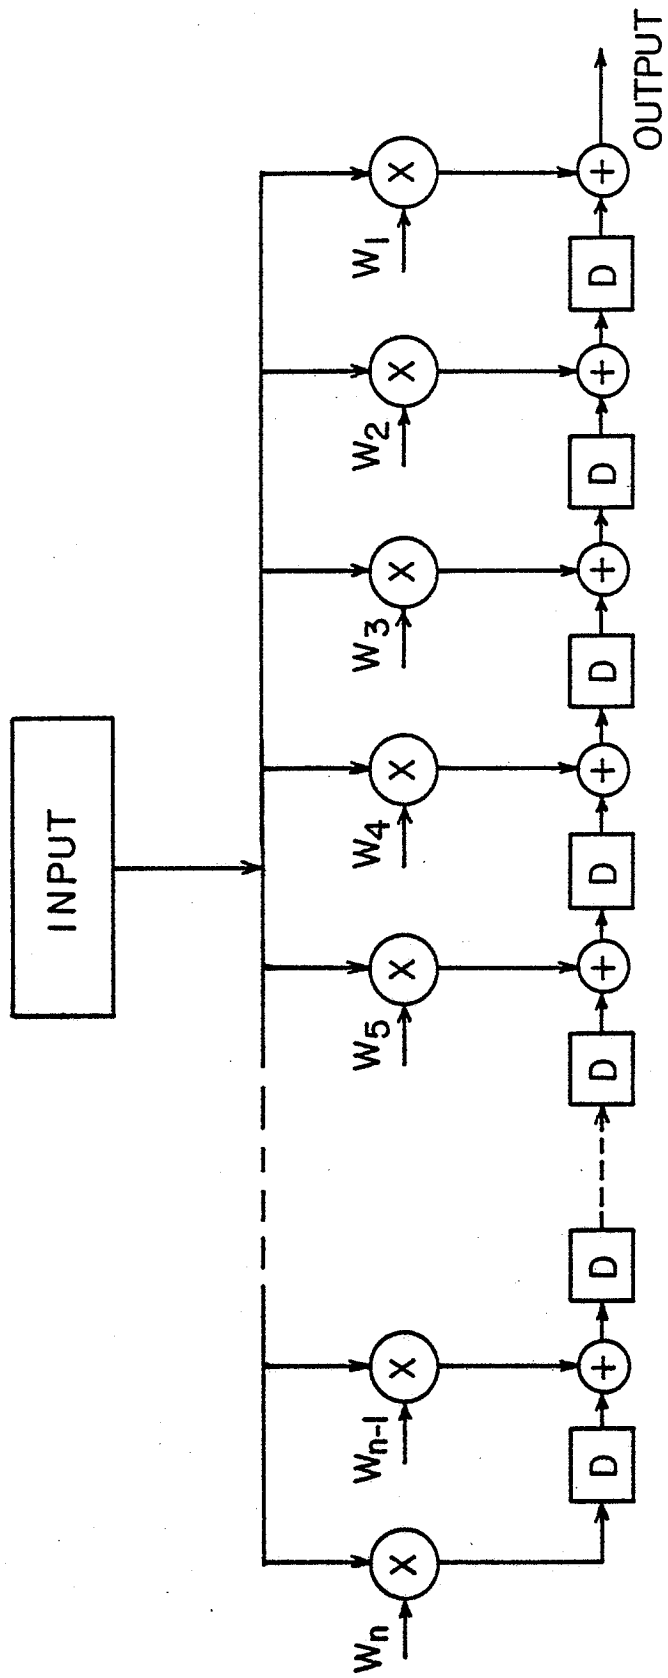 INPUT
Wn
Wn-1
W5
W4
W3
W2
W1
X
X
X
X
X
X
X
D
+
D
D
+
D
+
D
+
D
+
D
+
OUTPUT